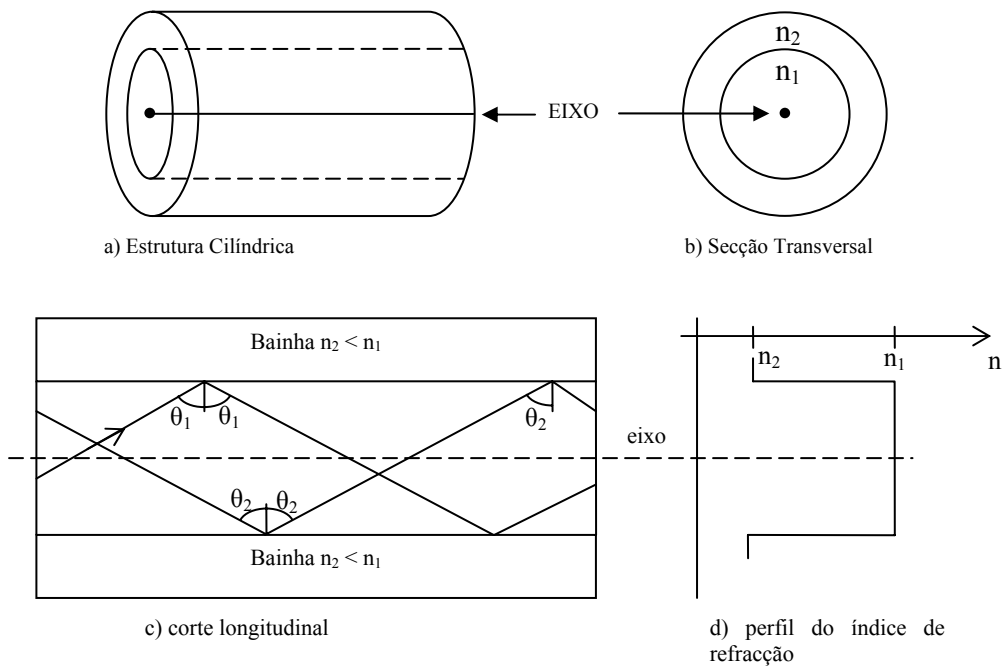 n₂
n₁
EIXO
a) Estrutura Cilíndrica
b) Secção Transversal
Bainha n₂ < n₁
θ₁ θ₁
θ₂
θ₂ θ₂
Bainha n₂ < n₁
eixo
n₂ n₁
n
c) corte longitudinal
d) perfil do índice de
refracção